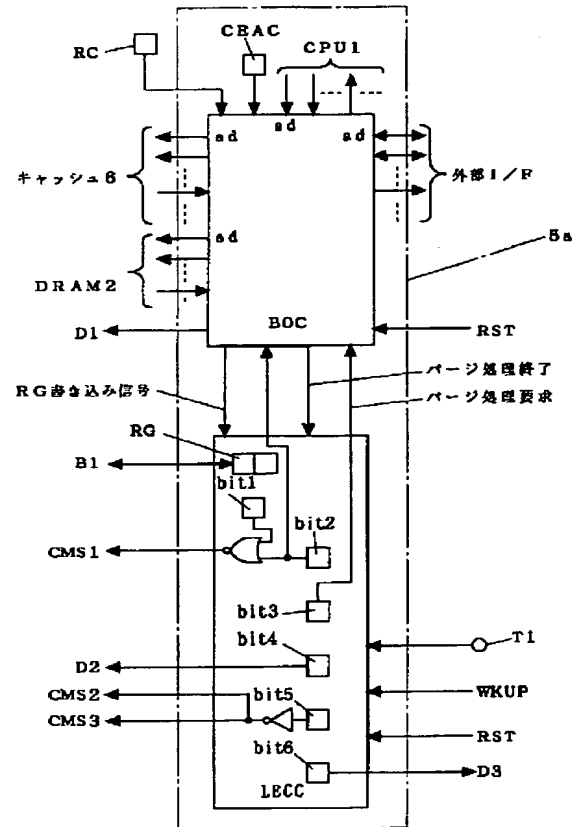 RC
CEAC
CPU1
ad
ad
ad
キャッシュ6
外部I/F
ad
DRAM2
5a
D1
BOC
RST
パージ処理終了
RG書き込み信号
パージ処理要求
RG
B1
bit1
bit2
CMS1
bit3
T1
bit4
D2
CMS2
WKUP
bit5
CMS3
RST
bit6
D3
LECC